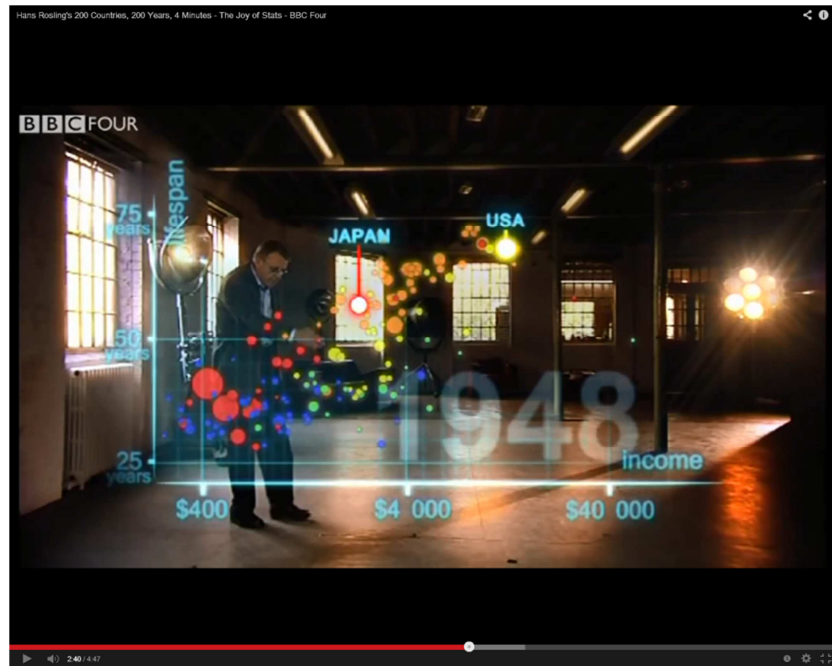 Hans Rosling's 200 Countries, 200 Years, 4 Minutes - The Joy of Stats - BBC Four
BBC FOUR
lifespan
75
years
JAPAN
USA
50
years
1948
25
years
income
$400
$4 000
$40 000
2:40 / 4:47